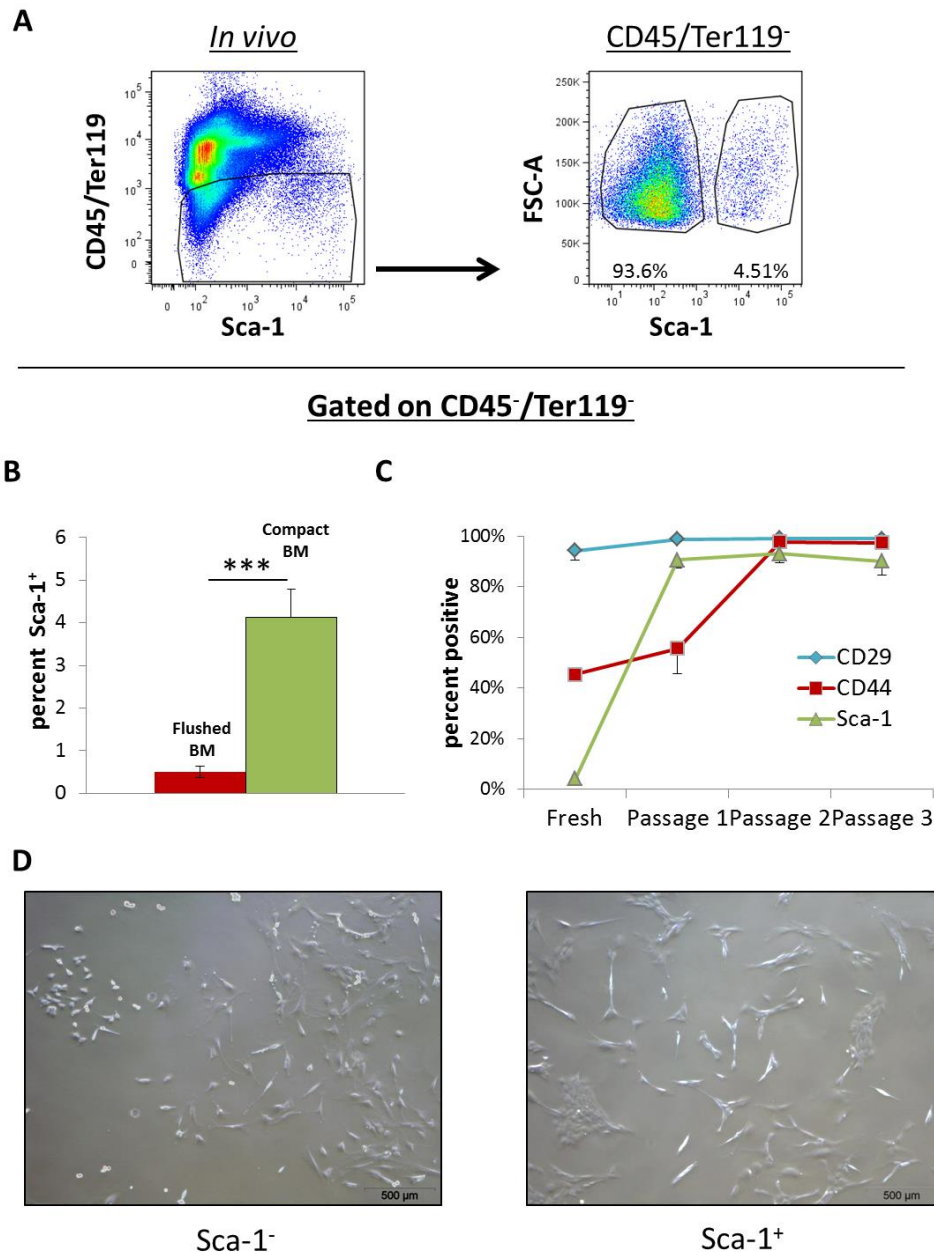 A
In vivo
CD45/Ter119⁻
CD45/Ter119
10⁵
10⁴
10³
10²
0
0 10² 10³ 10⁴ 10⁵
Sca-1
FSC-A
250K
200K
150K
100K
50K
0
93.6%
4.51%
10¹ 10² 10³ 10⁴ 10⁵
Sca-1
Gated on CD45⁻/Ter119⁻
B
percent Sca-1⁺
6
5
4
3
2
1
0
Compact
BM
***
Flushed
BM
C
percent positive
100%
80%
60%
40%
20%
0%
CD29
CD44
Sca-1
Fresh Passage 1 Passage 2 Passage 3
D
500 µm
500 µm
Sca-1⁻
Sca-1⁺